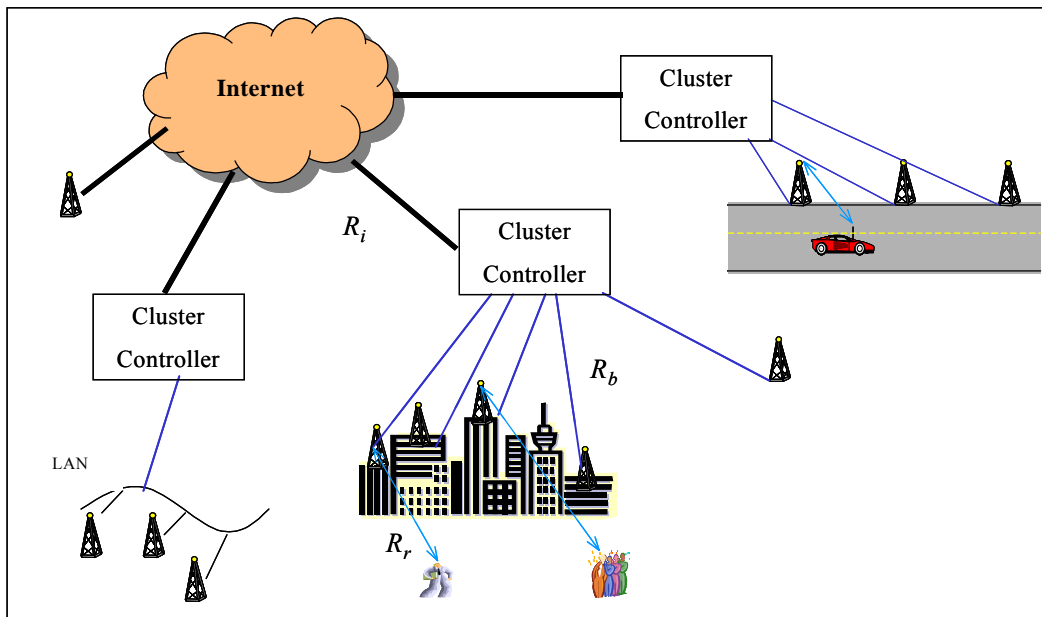 Internet
Cluster
Controller
R_i
Cluster
Controller
Cluster
Controller
R_b
LAN
R_r